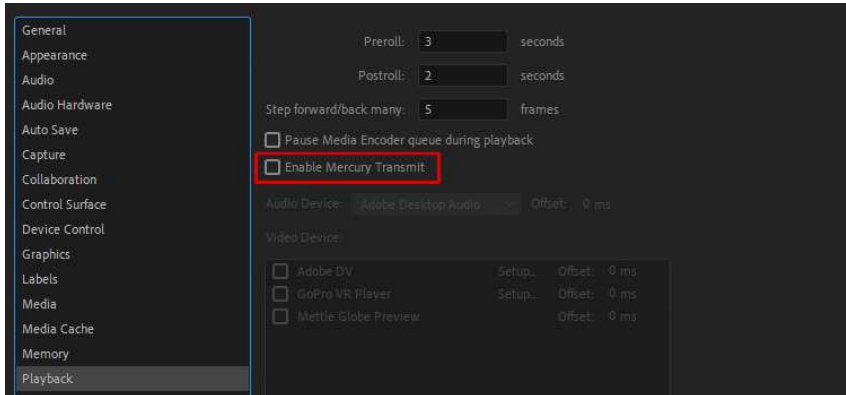 General
Appearance
Audio
Audio Hardware
Auto Save
Capture
Collaboration
Control Surface
Device Control
Graphics
Labels
Media
Media Cache
Memory
Playback
Preroll: 3 seconds
Postroll: 2 seconds
Step forward/back many: 5 frames
Pause Media Encoder queue during playback
Enable Mercury Transmit
Audio Device: Adobe Desktop Audio Offset: 0 ms
Video Device:
Adobe DV Setup... Offset: 0 ms
GoPro VR Player Setup... Offset: 0 ms
Mettle Globe Preview Offset: 0 ms